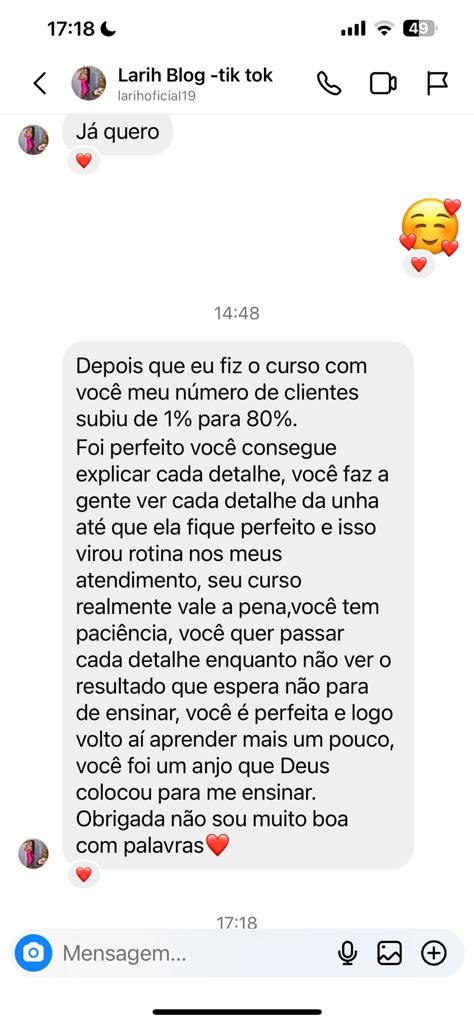 17:18
49
Larih Blog -tik tok
larihoficial19
Já quero
14:48
Depois que eu fiz o curso com
você meu número de clientes
subiu de 1% para 80%.
Foi perfeito você consegue
explicar cada detalhe, você faz a
gente ver cada detalhe da unha
até que ela fique perfeito e isso
virou rotina nos meus
atendimento, seu curso
realmente vale a pena,você tem
paciência, você quer passar
cada detalhe enquanto não ver o
resultado que espera não para
de ensinar, você é perfeita e logo
volto aí aprender mais um pouco,
você foi um anjo que Deus
colocou para me ensinar.
Obrigada não sou muito boa
com palavras❤️
17:18
Mensagem...